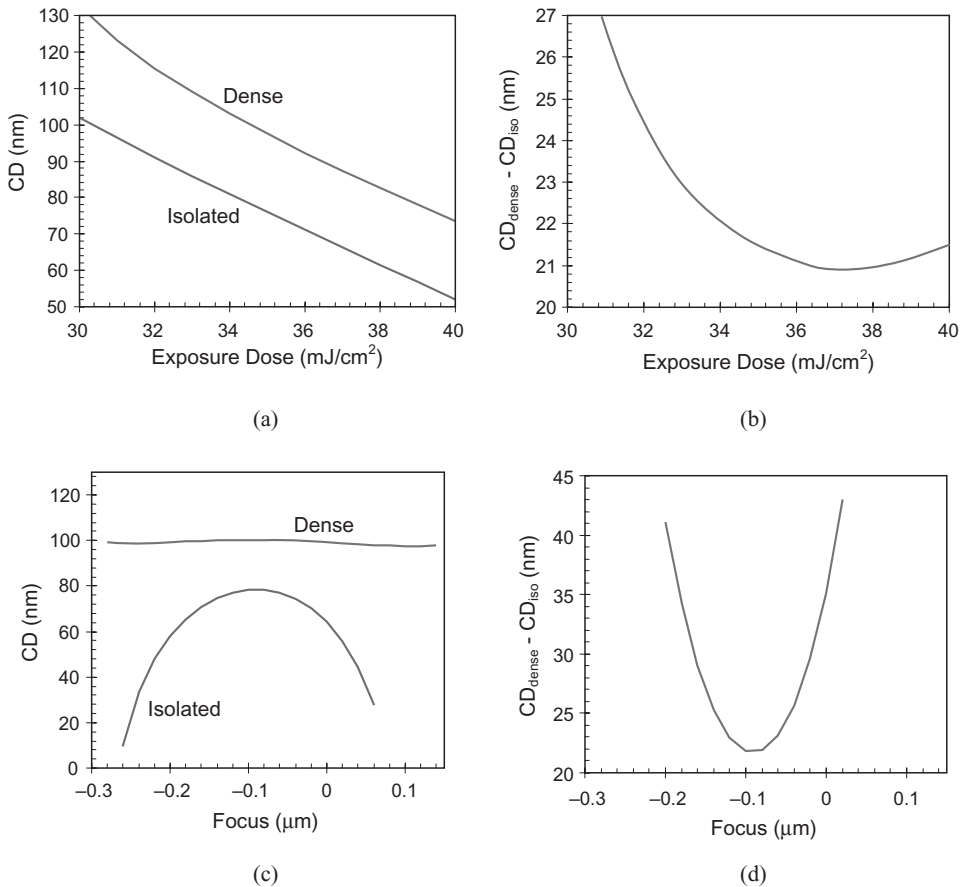 130
120
110
100
90
80
70
60
50
CD (nm)
Dense
Isolated
30 32 34 36 38 40
Exposure Dose (mJ/cm²)
(a)
27
26
25
24
23
22
21
20
CDdense - CDiso (nm)
30 32 34 36 38 40
Exposure Dose (mJ/cm²)
(b)
120
100
80
60
40
20
0
CD (nm)
Dense
Isolated
–0.3 –0.2 –0.1 0 0.1
Focus (μm)
(c)
45
40
35
30
25
20
CDdense - CDiso (nm)
–0.3 –0.2 –0.1 0 0.1
Focus (μm)
(d)